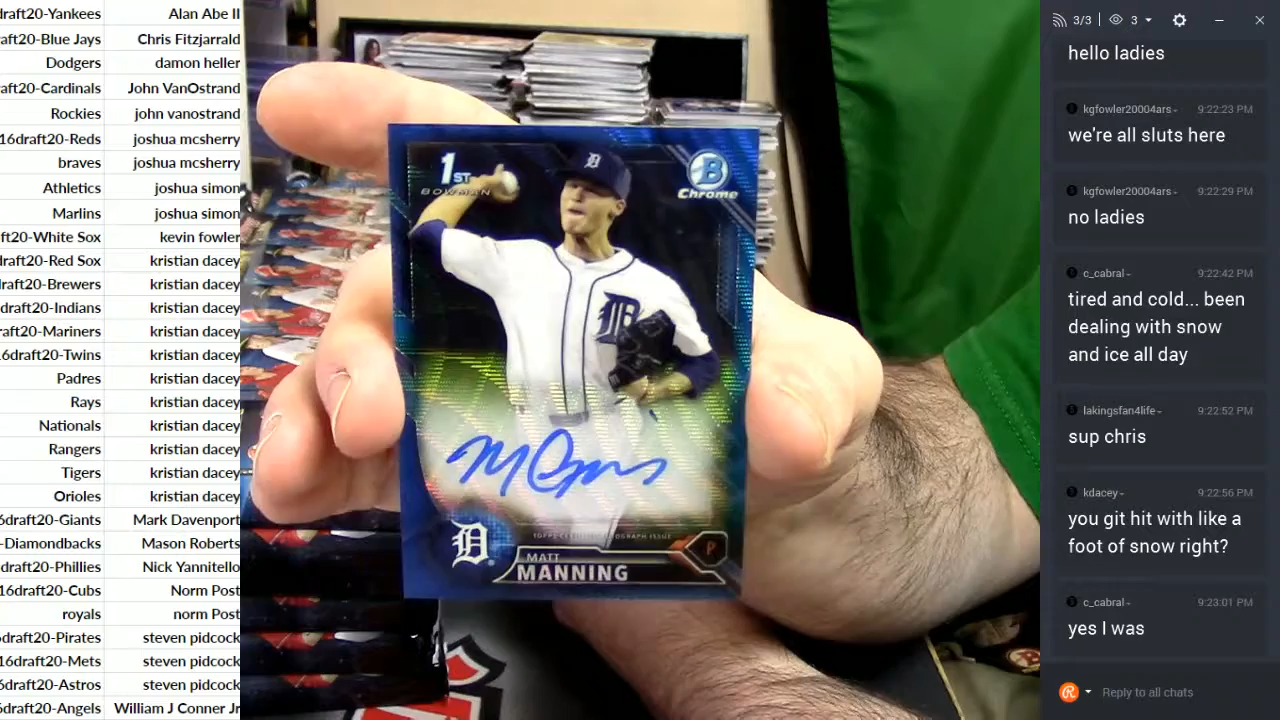 draft20-Yankees Alan Abe II
aft20-Blue Jays Chris Fitzjarrald
Dodgers damon heller
aft20-Cardinals John VanOstrand
Rockies john vanostrand
16draft20-Reds joshua mcsherry
braves joshua mcsherry
Athletics joshua simon
Marlins joshua simon
ft20-White Sox kevin fowler
draft20-Red Sox kristian dacey
draft20-Brewers kristian dacey
draft20-Indians kristian dacey
draft20-Mariners kristian dacey
6draft20-Twins kristian dacey
Padres kristian dacey
Rays kristian dacey
Nationals kristian dacey
Rangers kristian dacey
Tigers kristian dacey
Orioles kristian dacey
6draft20-Giants Mark Davenport
-Diamondbacks Mason Roberts
draft20-Phillies Nick Yannitello
16draft20-Cubs Norm Post
royals norm Post
draft20-Pirates steven pidcock
16draft20-Mets steven pidcock
6draft20-Astros steven pidcock
6draft20-Angels William J Conner Jr
1ST
BOWMAN
B
Chrome
D
D
TOPPS CERTIFIED AUTOGRAPH ISSUE
MATT
MANNING
P
3/3 3
hello ladies
kgfowler20004ars- 9:22:23 PM
we're all sluts here
kgfowler20004ars- 9:22:29 PM
no ladies
c_cabral- 9:22:42 PM
tired and cold... been
dealing with snow
and ice all day
lakingsfan4life- 9:22:52 PM
sup chris
kdacey- 9:22:56 PM
you git hit with like a
foot of snow right?
c_cabral- 9:23:01 PM
yes I was
Reply to all chats